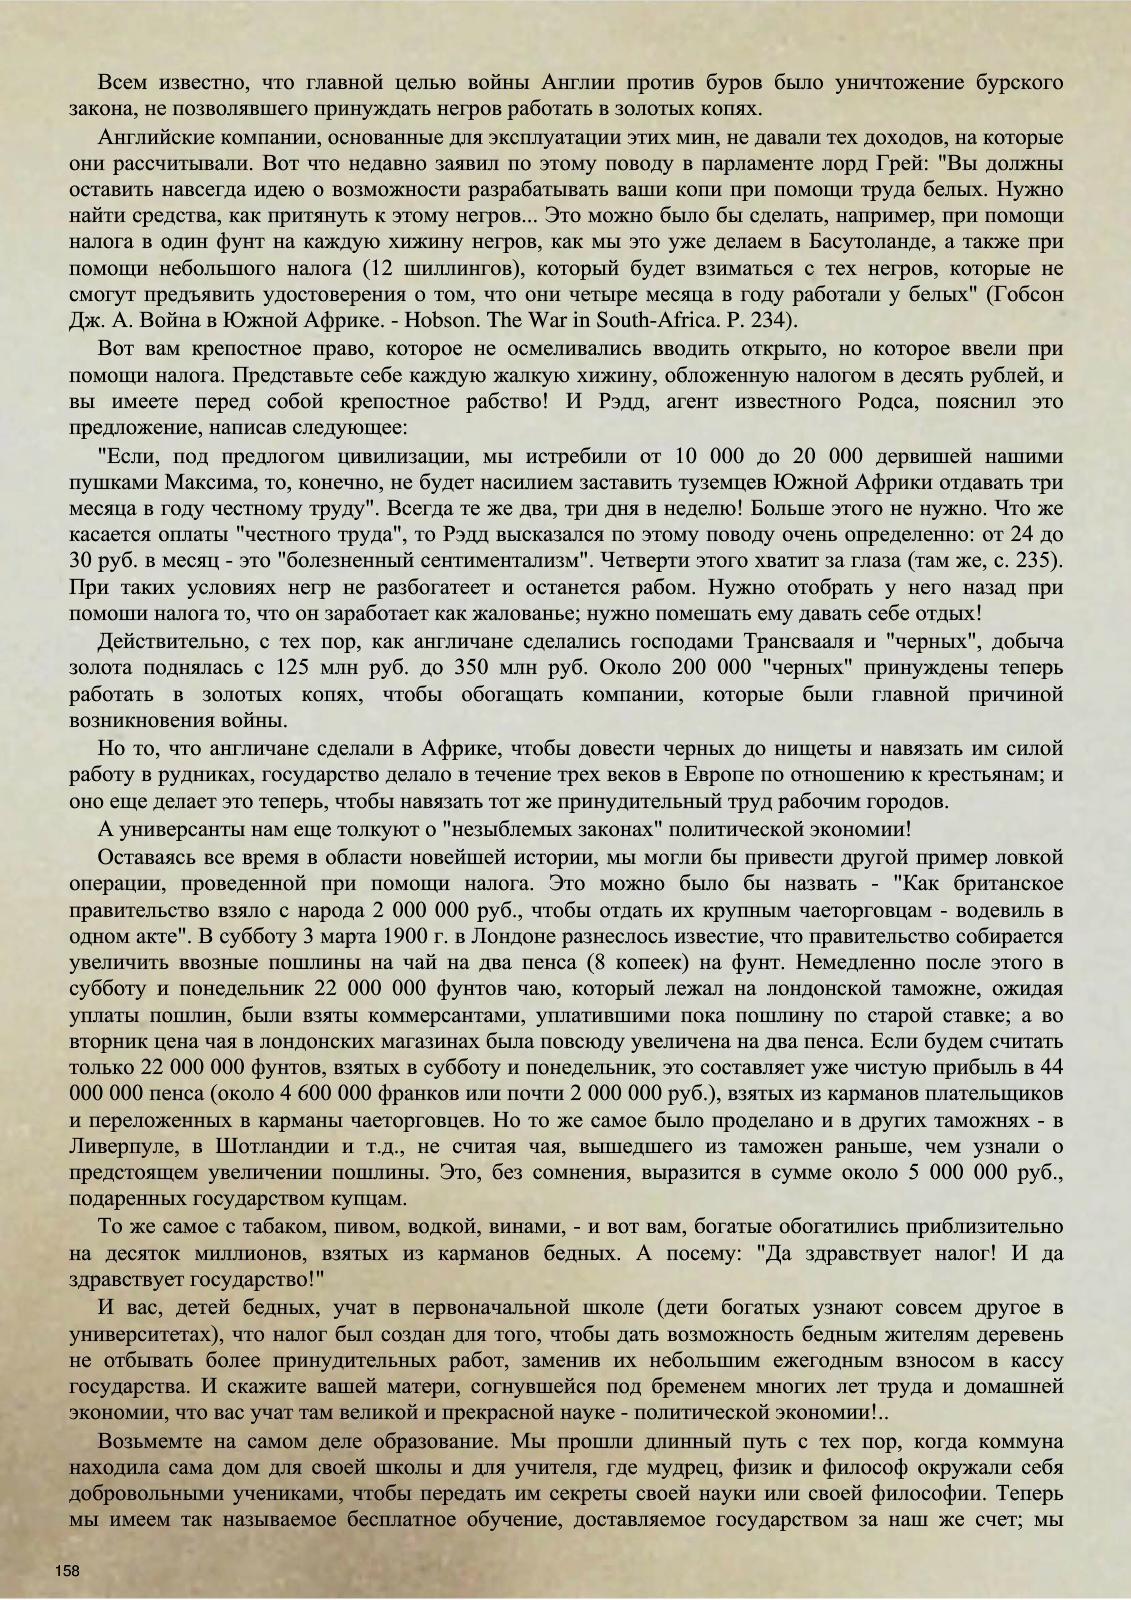 Всем известно, что главной целью войны Англии против буров было уничтожение бурского
закона, не позволявшего принуждать негров работать в золотых копях.
Английские компании, основанные для эксплуатации этих мин, не давали тех доходов, на которые
они рассчитывали. Вот что недавно заявил по этому поводу в парламенте лорд Грей: "Вы должны
оставить навсегда идею о возможности разрабатывать ваши копи при помощи труда белых. Нужно
найти средства, как притянуть к этому негров... Это можно было бы сделать, например, при помощи
налога в один фунт на каждую хижину негров, как мы это уже делаем в Басутоланде, а также при
помощи небольшого налога (12 шиллингов), который будет взиматься с тех негров, которые не
смогут предъявить удостоверения о том, что они четыре месяца в году работали у белых" (Гобсон
Дж. А. Война в Южной Африке. - Hobson. The War in South-Africa. P. 234).
Вот вам крепостное право, которое не осмеливались вводить открыто, но которое ввели при
помощи налога. Представьте себе каждую жалкую хижину, обложенную налогом в десять рублей, и
вы имеете перед собой крепостное рабство! И Рэдд, агент известного Родса, пояснил это
предложение, написав следующее:
"Если, под предлогом цивилизации, мы истребили от 10 000 до 20 000 дервишей нашими
пушками Максима, то, конечно, не будет насилием заставить туземцев Южной Африки отдавать три
месяца в году честному труду". Всегда те же два, три дня в неделю! Больше этого не нужно. Что же
касается оплаты "честного труда", то Рэдд высказался по этому поводу очень определенно: от 24 до
30 руб. в месяц - это "болезненный сентиментализм". Четверти этого хватит за глаза (там же, с. 235).
При таких условиях негр не разбогатеет и останется рабом. Нужно отобрать у него назад при
помоши налога то, что он заработает как жалованье; нужно помешать ему давать себе отдых!
Действительно, с тех пор, как англичане сделались господами Трансвааля и "черных", добыча
золота поднялась с 125 млн руб. до 350 млн руб. Около 200 000 "черных" принуждены теперь
работать в золотых копях, чтобы обогащать компании, которые были главной причиной
возникновения войны.
Но то, что англичане сделали в Африке, чтобы довести черных до нищеты и навязать им силой
работу в рудниках, государство делало в течение трех веков в Европе по отношению к крестьянам; и
оно еще делает это теперь, чтобы навязать тот же принудительный труд рабочим городов.
А универсанты нам еще толкуют о "незыблемых законах" политической экономии!
Оставаясь все время в области новейшей истории, мы могли бы привести другой пример ловкой
операции, проведенной при помощи налога. Это можно было бы назвать - "Как британское
правительство взяло с народа 2 000 000 руб., чтобы отдать их крупным чаеторговцам - водевиль в
одном акте". В субботу 3 марта 1900 г. в Лондоне разнеслось известие, что правительство собирается
увеличить ввозные пошлины на чай на два пенса (8 копеек) на фунт. Немедленно после этого в
субботу и понедельник 22 000 000 фунтов чаю, который лежал на лондонской таможне, ожидая
уплаты пошлин, были взяты коммерсантами, уплатившими пока пошлину по старой ставке; а во
вторник цена чая в лондонских магазинах была повсюду увеличена на два пенса. Если будем считать
только 22 000 000 фунтов, взятых в субботу и понедельник, это составляет уже чистую прибыль в 44
000 000 пенса (около 4 600 000 франков или почти 2 000 000 руб.), взятых из карманов плательщиков
и переложенных в карманы чаеторговцев. Но то же самое было проделано и в других таможнях - в
Ливерпуле, в Шотландии и т.д., не считая чая, вышедшего из таможен раньше, чем узнали о
предстоящем увеличении пошлины. Это, без сомнения, выразится в сумме около 5 000 000 руб.,
подаренных государством купцам.
То же самое с табаком, пивом, водкой, винами, - и вот вам, богатые обогатились приблизительно
на десяток миллионов, взятых из карманов бедных. А посему: "Да здравствует налог! И да
здравствует государство!"
И вас, детей бедных, учат в первоначальной школе (дети богатых узнают совсем другое в
университетах), что налог был создан для того, чтобы дать возможность бедным жителям деревень
не отбывать более принудительных работ, заменив их небольшим ежегодным взносом в кассу
государства. И скажите вашей матери, согнувшейся под бременем многих лет труда и домашней
экономии, что вас учат там великой и прекрасной науке - политической экономии!..
Возьмемте на самом деле образование. Мы прошли длинный путь с тех пор, когда коммуна
находила сама дом для своей школы и для учителя, где мудрец, физик и философ окружали себя
добровольными учениками, чтобы передать им секреты своей науки или своей философии. Теперь
мы имеем так называемое бесплатное обучение, доставляемое государством за наш же счет; мы
158